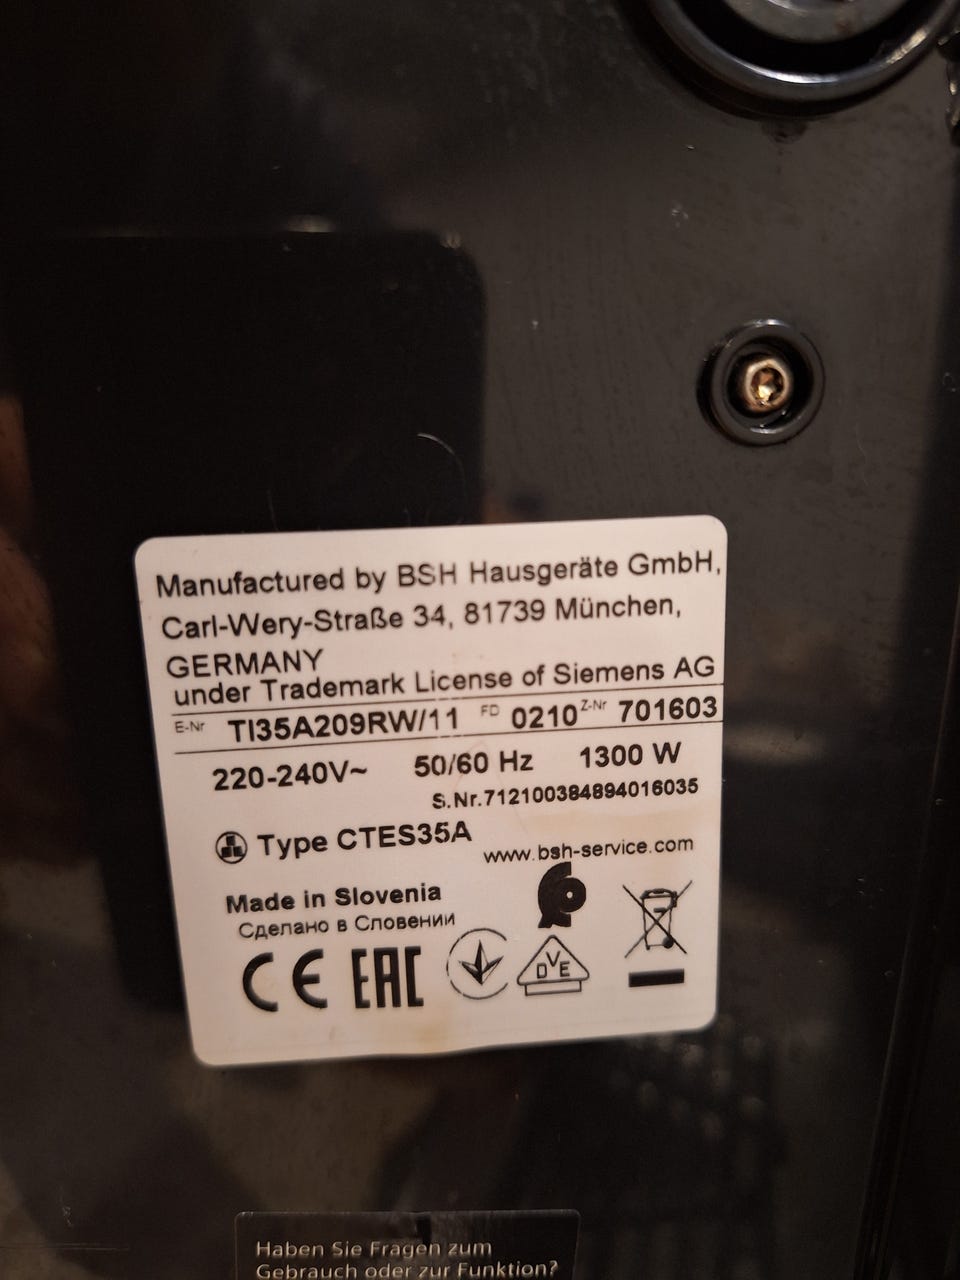 Manufactured by BSH Hausgeräte GmbH,
Carl-Wery-Straße 34, 81739 München,
GERMANY
under Trademark License of Siemens AG
E-Nr TI35A209RW/11 FD 0210 Z-Nr 701603
220-240V~ 50/60 Hz 1300 W
S.Nr.712100384894016035
Type CTES35A
www.bsh-service.com
Made in Slovenia
Сделано в Словении
CE EAC
DVE
Haben Sie Fragen zum
Gebrauch oder zur Funktion?